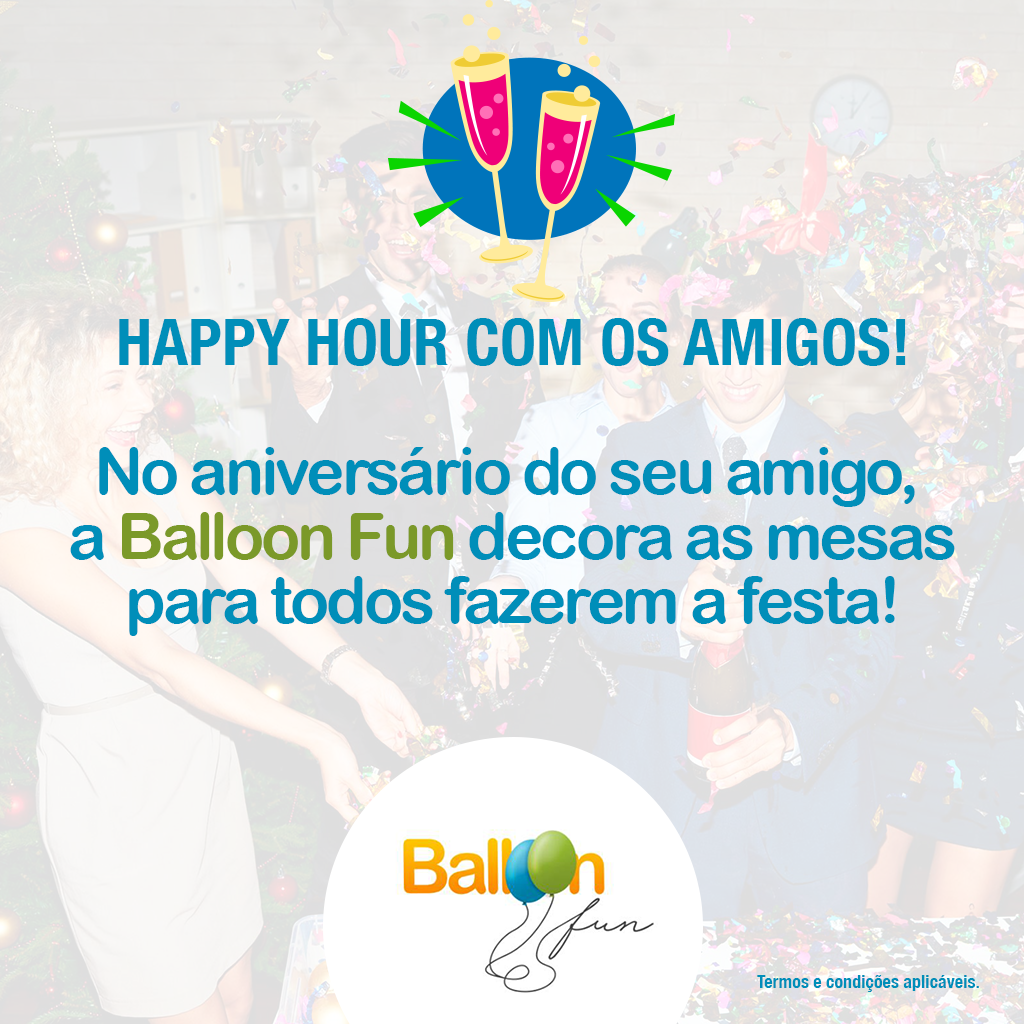 HAPPY HOUR COM OS AMIGOS!
No aniversário do seu amigo,
a Balloon Fun decora as mesas
para todos fazerem a festa!
Balloon
fun
Termos e condições aplicáveis.